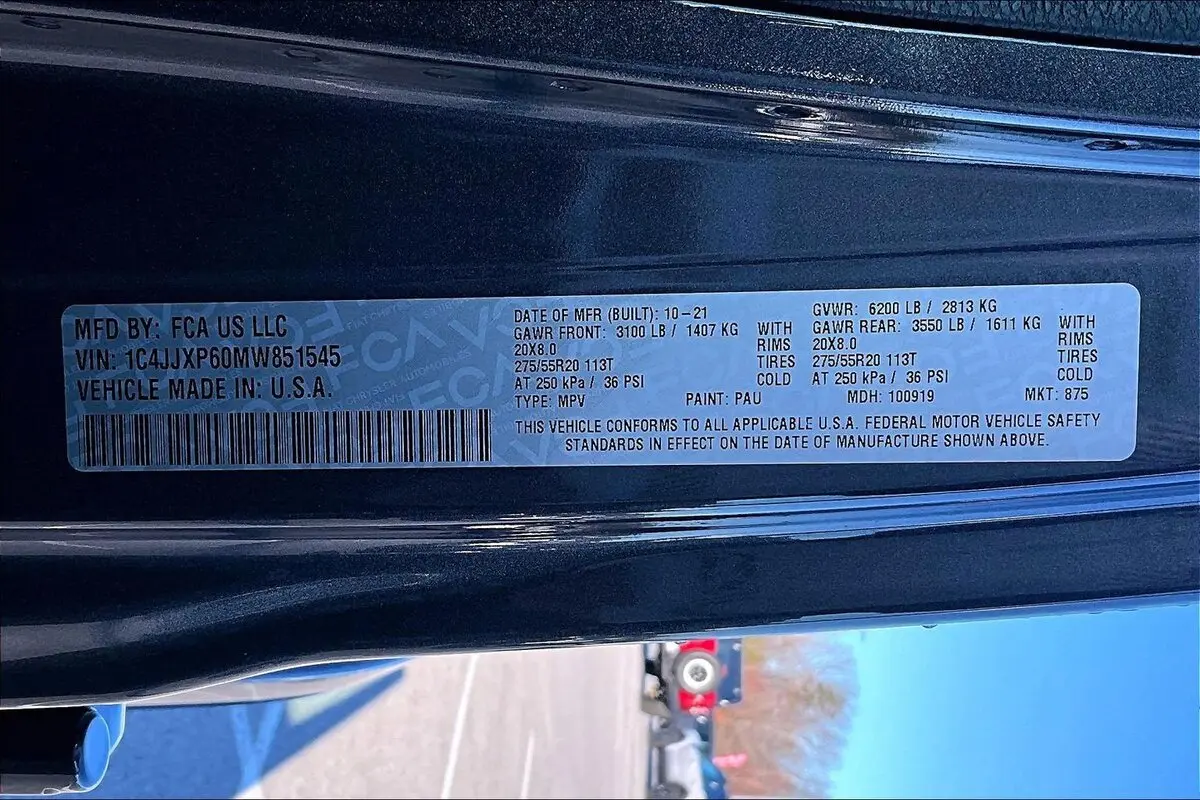 MFD BY: FCA US LLC
VIN: 1C4JJXP60MW851545
VEHICLE MADE IN: U.S.A.
DATE OF MFR (BUILT): 10-21
GVWR: 6200 LB / 2813 KG
GAWR FRONT: 3100 LB / 1407 KG WITH
20X8.0 RIMS
275/55R20 113T TIRES
AT 250 kPa / 36 PSI COLD
GAWR REAR: 3550 LB / 1611 KG WITH
20X8.0 RIMS
275/55R20 113T TIRES
AT 250 kPa / 36 PSI COLD
TYPE: MPV PAINT: PAU MDH: 100919 MKT: 875
THIS VEHICLE CONFORMS TO ALL APPLICABLE U.S.A. FEDERAL MOTOR VEHICLE SAFETY
STANDARDS IN EFFECT ON THE DATE OF MANUFACTURE SHOWN ABOVE.